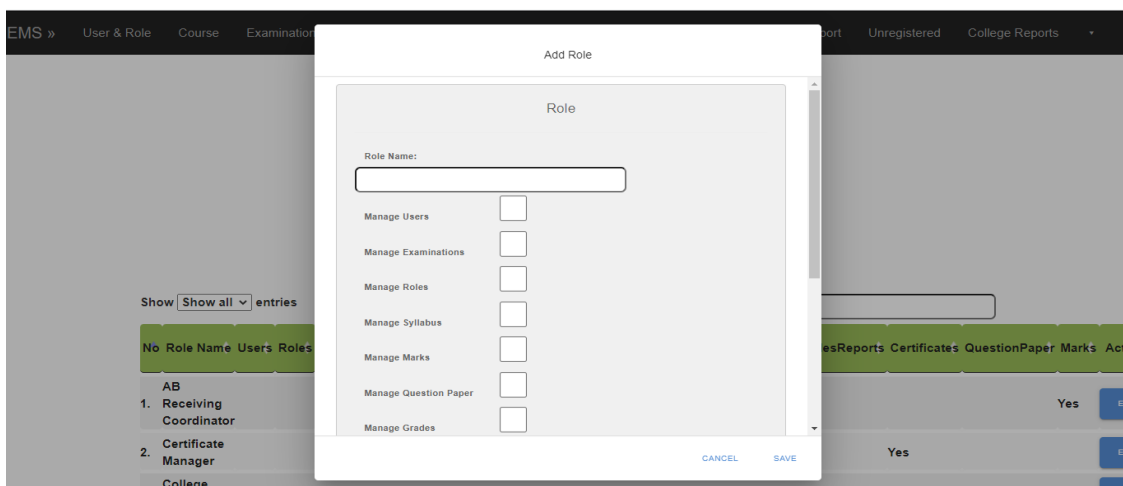 EMS » User & Role Course Examination port Unregistered College Reports
Add Role
Role
Role Name:
Manage Users
Manage Examinations
Manage Roles
Manage Syllabus
Manage Marks
Manage Question Paper
Manage Grades
CANCEL SAVE
Show Show all entries
No Role Name Users Roles esReports Certificates QuestionPaper Marks Act
AB
1. Receiving Yes E
Coordinator
Certificate
2. Manager Yes E
College